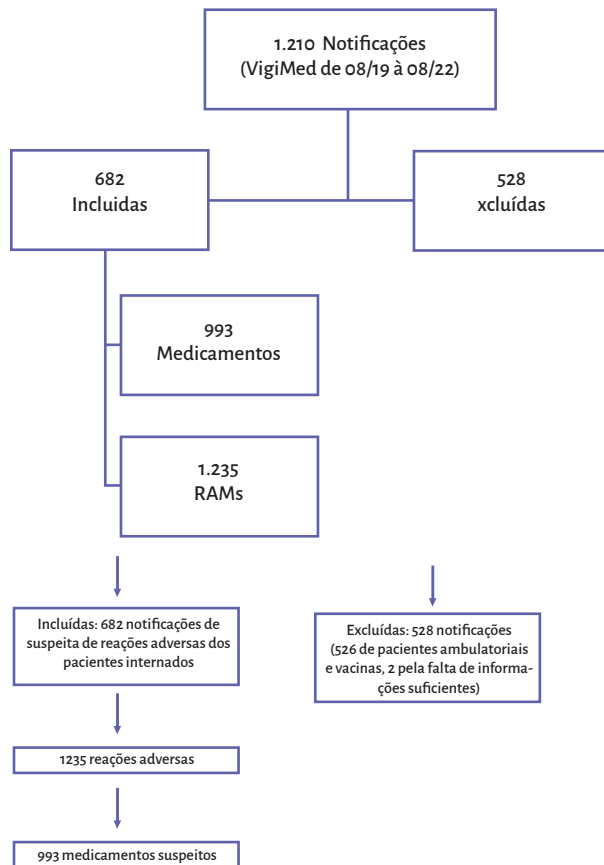 1.210 Notificações
(VigiMed de 08/19 à 08/22)
682
Incluidas
528
xcluídas
993
Medicamentos
1.235
RAMs
Incluídas: 682 notificações de
suspeita de reações adversas dos
pacientes internados
Excluídas: 528 notificações
(526 de pacientes ambulatoriais
e vacinas, 2 pela falta de informa-
ções suficientes)
1235 reações adversas
993 medicamentos suspeitos